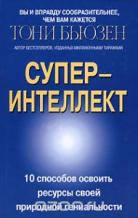 ВЫ И ВПРАВДУ СООБРАЗИТЕЛЬНЕЕ,
ЧЕМ ВАМ КАЖЕТСЯ
ТОНИ БЬЮЗЕН
АВТОР БЕСТСЕЛЛЕРОВ, ИЗДАННЫХ МИЛЛИОННЫМИ ТИРАЖАМИ
СУПЕР-
ИНТЕЛЛЕКТ
10 СПОСОБОВ ОСВОИТЬ
РЕСУРСЫ СВОЕЙ
ПРИРОДНОЙ ГЕНИАЛЬНОСТИ